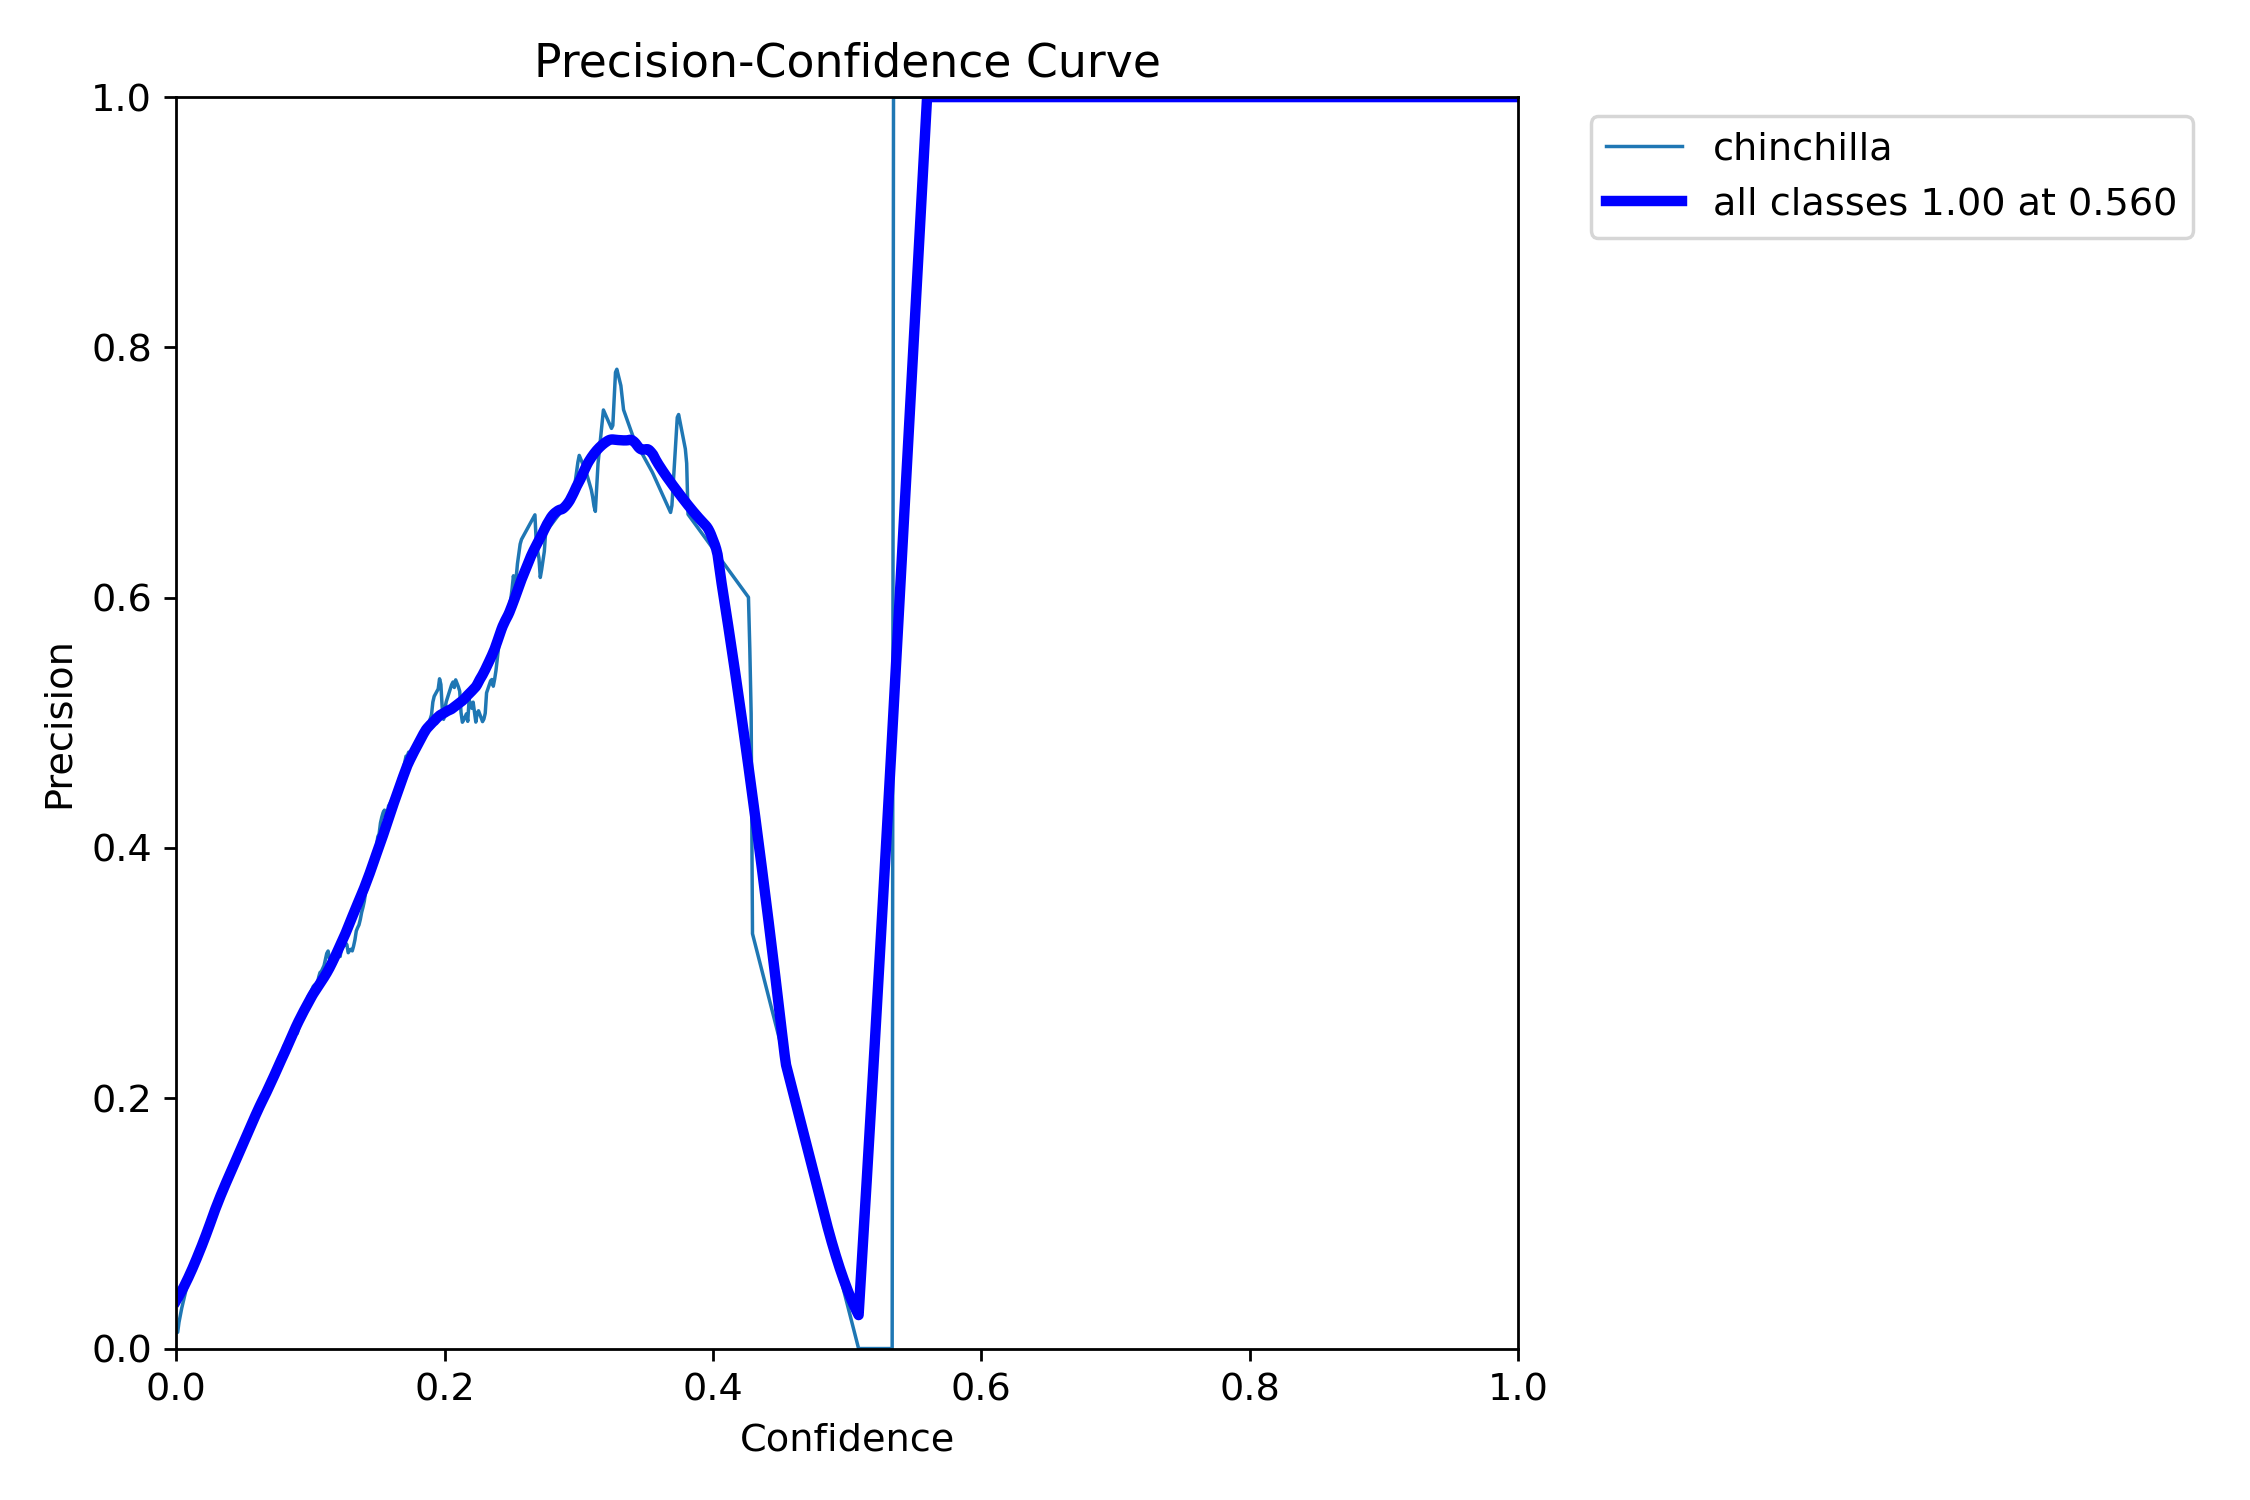 Precision-Confidence Curve
1.0
0.8
0.6
0.4
0.2
0.0
Precision
0.0 0.2 0.4 0.6 0.8 1.0
Confidence
chinchilla
all classes 1.00 at 0.560